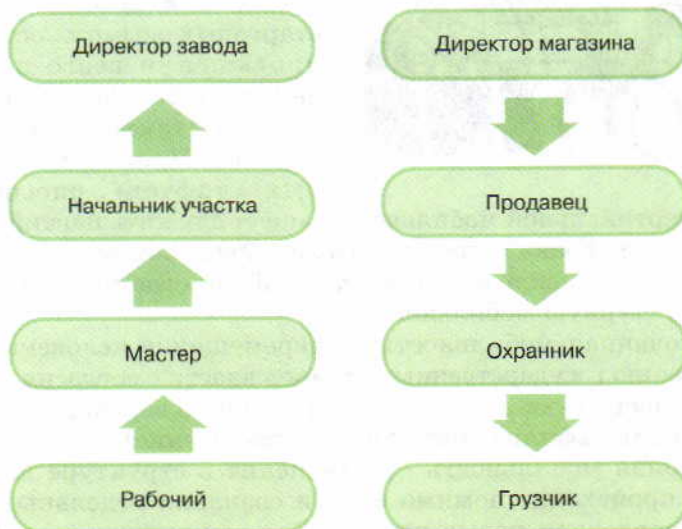 Директор завода
Начальник участка
Мастер
Рабочий
Директор магазина
Продавец
Охранник
Грузчик